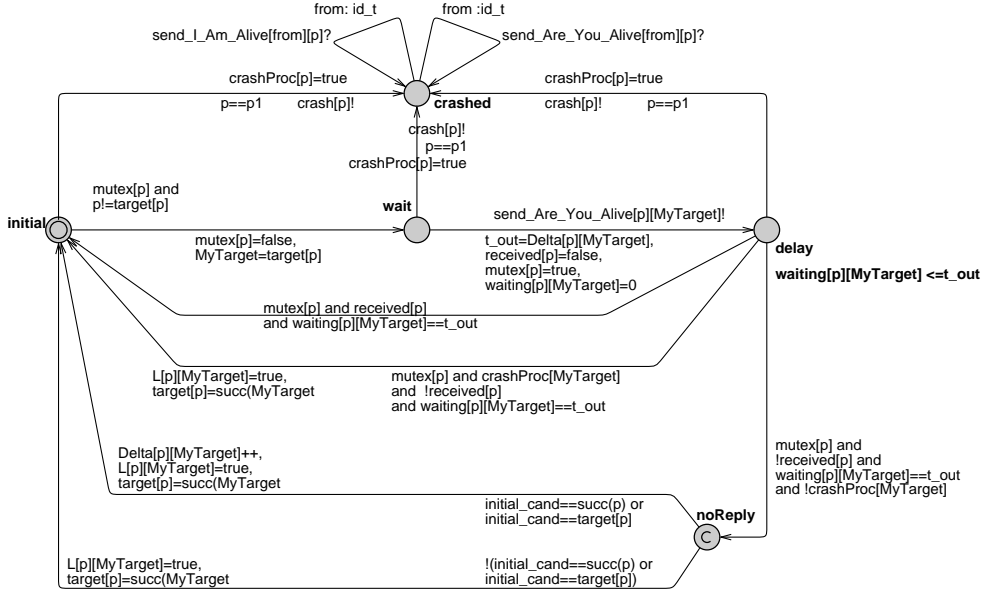 from: id_t
from :id_t
send_I_Am_Alive[from][p]?
send_Are_You_Alive[from][p]?
crashProc[p]=true
crashProc[p]=true
p==p1
crash[p]!
crashed
crash[p]!
p==p1
crash[p]!
p==p1
crashProc[p]=true
mutex[p] and
p!=target[p]
wait
initial
send_Are_You_Alive[p][MyTarget]!
mutex[p]=false,
MyTarget=target[p]
t_out=Delta[p][MyTarget],
received[p]=false,
mutex[p]=true,
waiting[p][MyTarget]=0
delay
waiting[p][MyTarget] <=t_out
mutex[p] and received[p]
and waiting[p][MyTarget]==t_out
L[p][MyTarget]=true,
target[p]=succ(MyTarget
mutex[p] and crashProc[MyTarget]
and !received[p]
and waiting[p][MyTarget]==t_out
mutex[p] and
!received[p] and
waiting[p][MyTarget]==t_out
and !crashProc[MyTarget]
Delta[p][MyTarget]++,
L[p][MyTarget]=true,
target[p]=succ(MyTarget
initial_cand==succ(p) or
initial_cand==target[p]
noReply
C
L[p][MyTarget]=true,
target[p]=succ(MyTarget
!(initial_cand==succ(p) or
initial_cand==target[p])